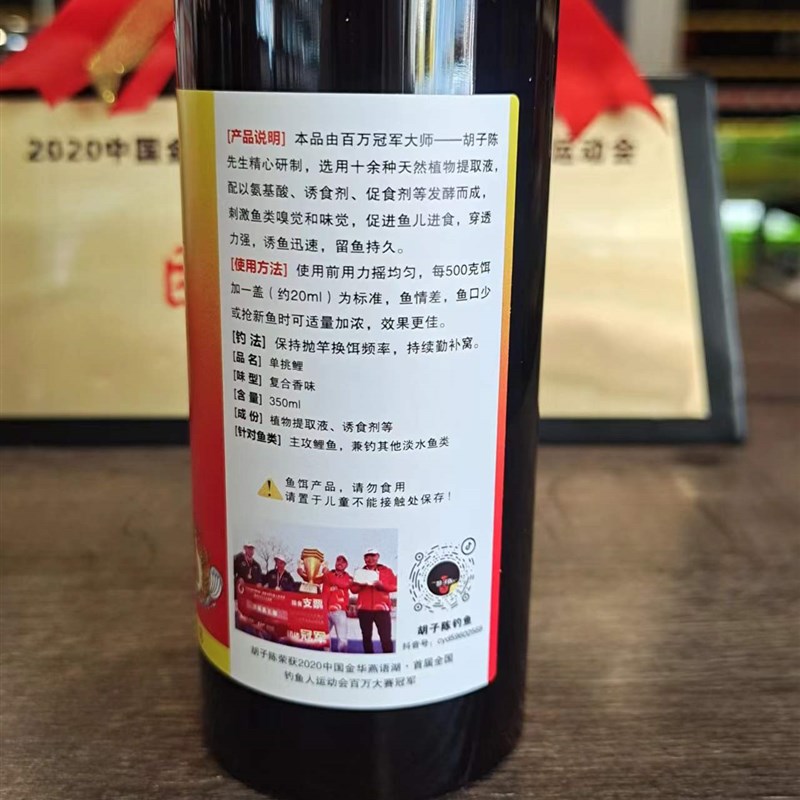 2020中国金
运动会
[产品说明] 本品由百万冠军大师——胡子陈
先生精心研制，选用十余种天然植物提取液，
配以氨基酸、诱食剂、促食剂等发酵而成，
刺激鱼类嗅觉和味觉，促进鱼儿进食，穿透
力强，诱鱼迅速，留鱼持久。
[使用方法] 使用前用力摇均匀，每500克饵
加一盖（约20ml）为标准，鱼情差，鱼口少
或抢新鱼时可适量加浓，效果更佳。
[钓 法] 保持抛竿换饵频率，持续勤补窝。
[品 名] 单挑鲤
[味 型] 复合香味
[含 量] 350ml
[成 份] 植物提取液、诱食剂等
[针对鱼类] 主攻鲤鱼，兼钓其他淡水鱼类
鱼饵产品，请勿食用
请置于儿童不能接触处保存！
支票
冠军
胡子陈钓鱼
抖音号：
胡子陈荣获2020中国金华燕语湖·首届全国
钓鱼人运动会百万大赛冠军